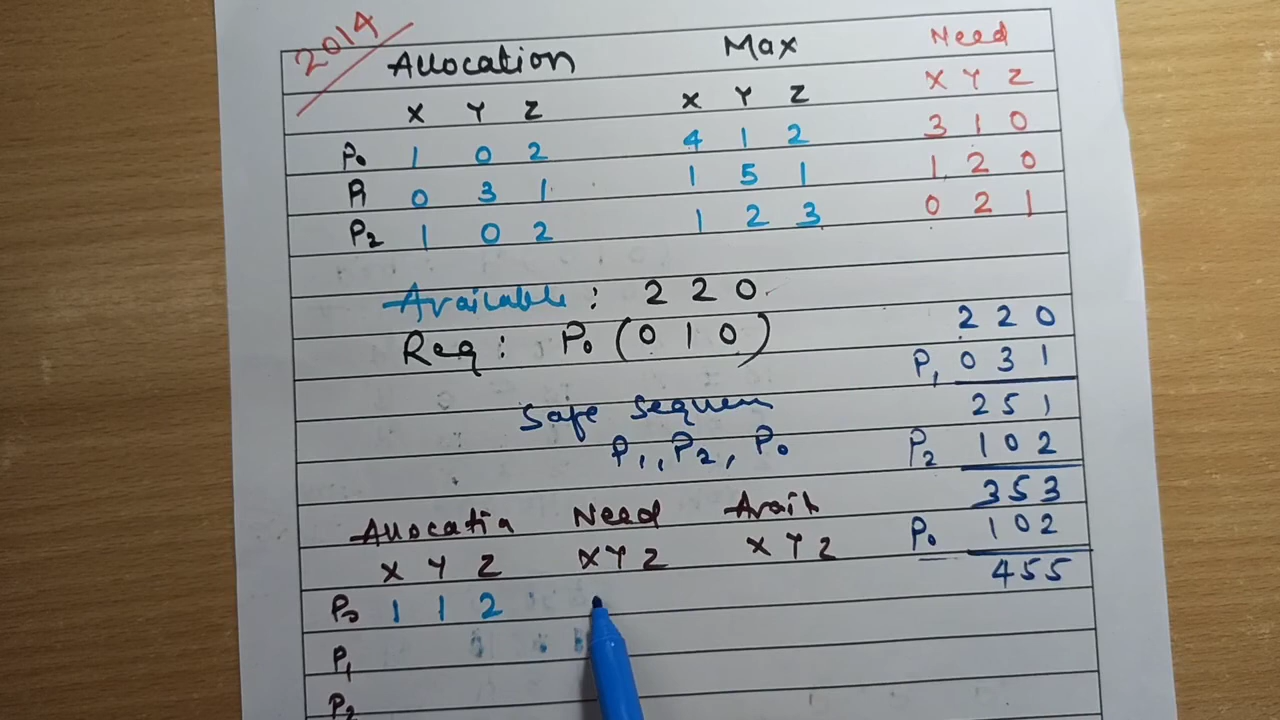 2014
Allocation Max Need
X Y Z X Y Z X Y Z
P0 1 0 2 4 1 2 3 1 0
P1 0 3 1 1 5 1 1 2 0
P2 1 0 2 1 2 3 0 2 1
Available : 2 2 0
2 2 0
Req : P0 (0 1 0)
P1 0 3 1
Safe Sequen
2 5 1
P1, P2, P0
P2 1 0 2
3 5 3
Allocatin Need Avail
P0 1 0 2
X Y Z X Y Z X Y Z
4 5 5
P0 1 1 2
P1
P2